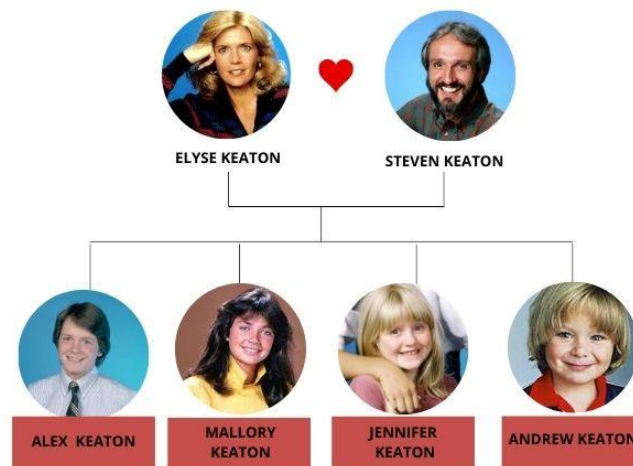 ELYSE KEATON
STEVEN KEATON
ALEX KEATON
MALLORY
KEATON
JENNIFER
KEATON
ANDREW KEATON